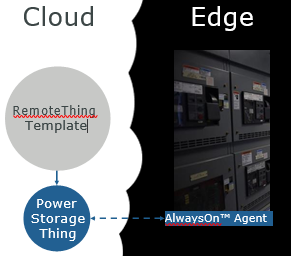 Cloud
Edge
RemoteThing
Template
Power
Storage
Thing
AlwaysOn™ Agent